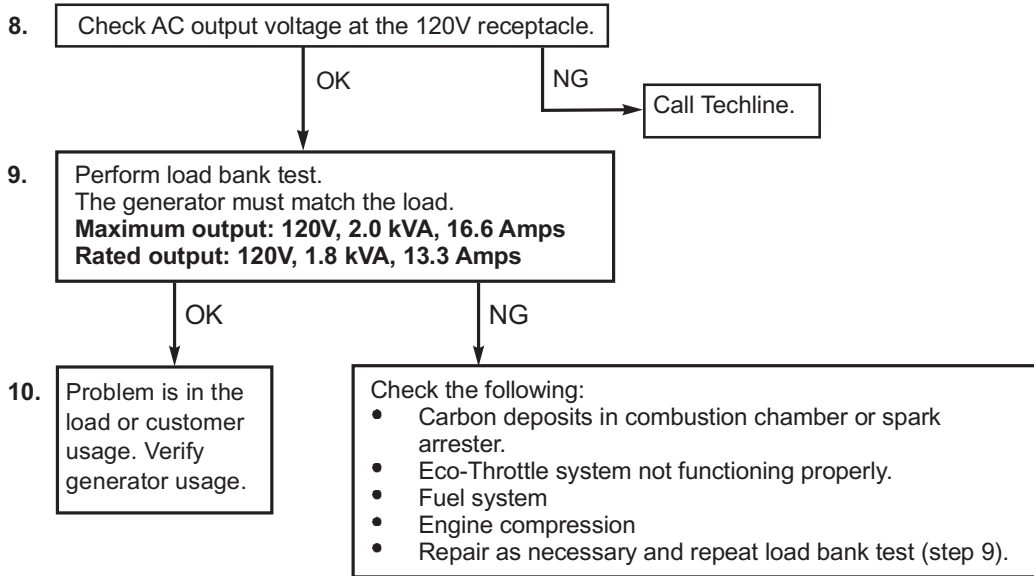 8. Check AC output voltage at the 120V receptacle.
OK
NG
Call Techline.
9. Perform load bank test.
The generator must match the load.
Maximum output: 120V, 2.0 kVA, 16.6 Amps
Rated output: 120V, 1.8 kVA, 13.3 Amps
OK
NG
10. Problem is in the
load or customer
usage. Verify
generator usage.
Check the following:
• Carbon deposits in combustion chamber or spark
arrester.
• Eco-Throttle system not functioning properly.
• Fuel system
• Engine compression
• Repair as necessary and repeat load bank test (step 9).